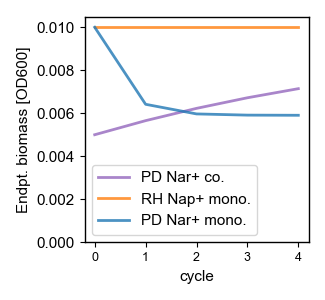 Endpt. biomass [OD600]
0.010
0.008
0.006
0.004
0.002
0.000
PD Nar+ co.
RH Nap+ mono.
PD Nar+ mono.
0 1 2 3 4
cycle